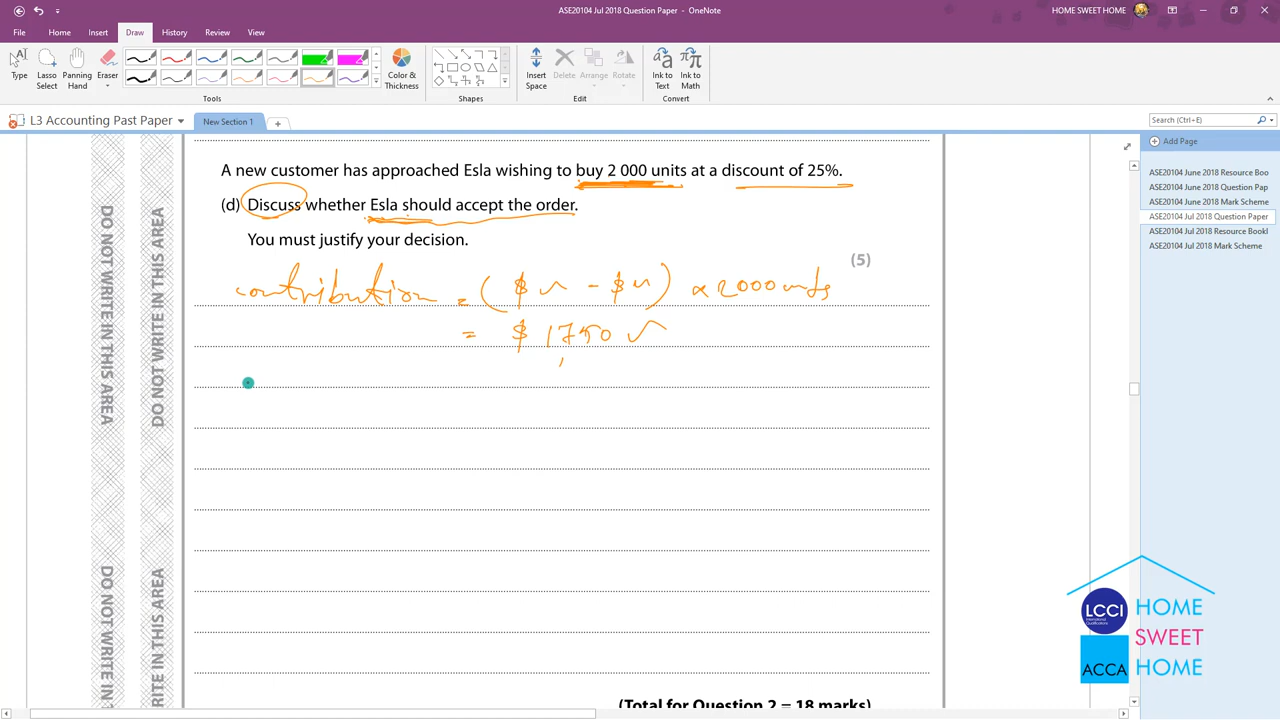 ASE20104 Jul 2018 Question Paper - OneNote
HOME SWEET HOME
File Home Insert Draw History Review View
Type
Lasso Select
Panning Hand
Eraser
Color & Thickness
Insert Space
Delete
Arrange
Rotate
Ink to Text
Ink to Math
Tools
Shapes
Edit
Convert
L3 Accounting Past Paper
New Section 1
Search (Ctrl+E)
Add Page
ASE20104 June 2018 Resource Boo
ASE20104 June 2018 Question Pap
ASE20104 June 2018 Mark Scheme
ASE20104 Jul 2018 Question Paper
ASE20104 Jul 2018 Resource Bookl
ASE20104 Jul 2018 Mark Scheme
A new customer has approached Esla wishing to buy 2 000 units at a discount of 25%.
(d) Discuss whether Esla should accept the order.
You must justify your decision.
(5)
contribution = ( $ - $ ) × 2000 units
= $ 1750 ✓
(Total for Question 2 = 18 marks)
DO NOT WRITE IN THIS AREA
DO NOT WRITE IN THIS AREA
DO NOT WRITE IN T
RITE IN THIS AREA
LCCI
International Qualifications
ACCA
HOME
SWEET
HOME